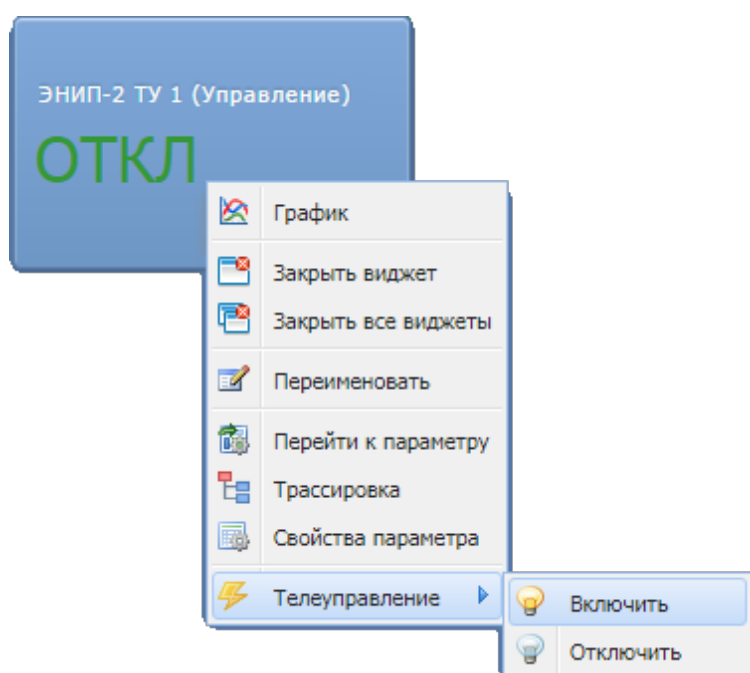 ЭНИП-2 ТУ 1 (Управление)
ОТКЛ
График
Закрыть виджет
Закрыть все виджеты
Переименовать
Перейти к параметру
Трассировка
Свойства параметра
Телеуправление
Включить
Отключить